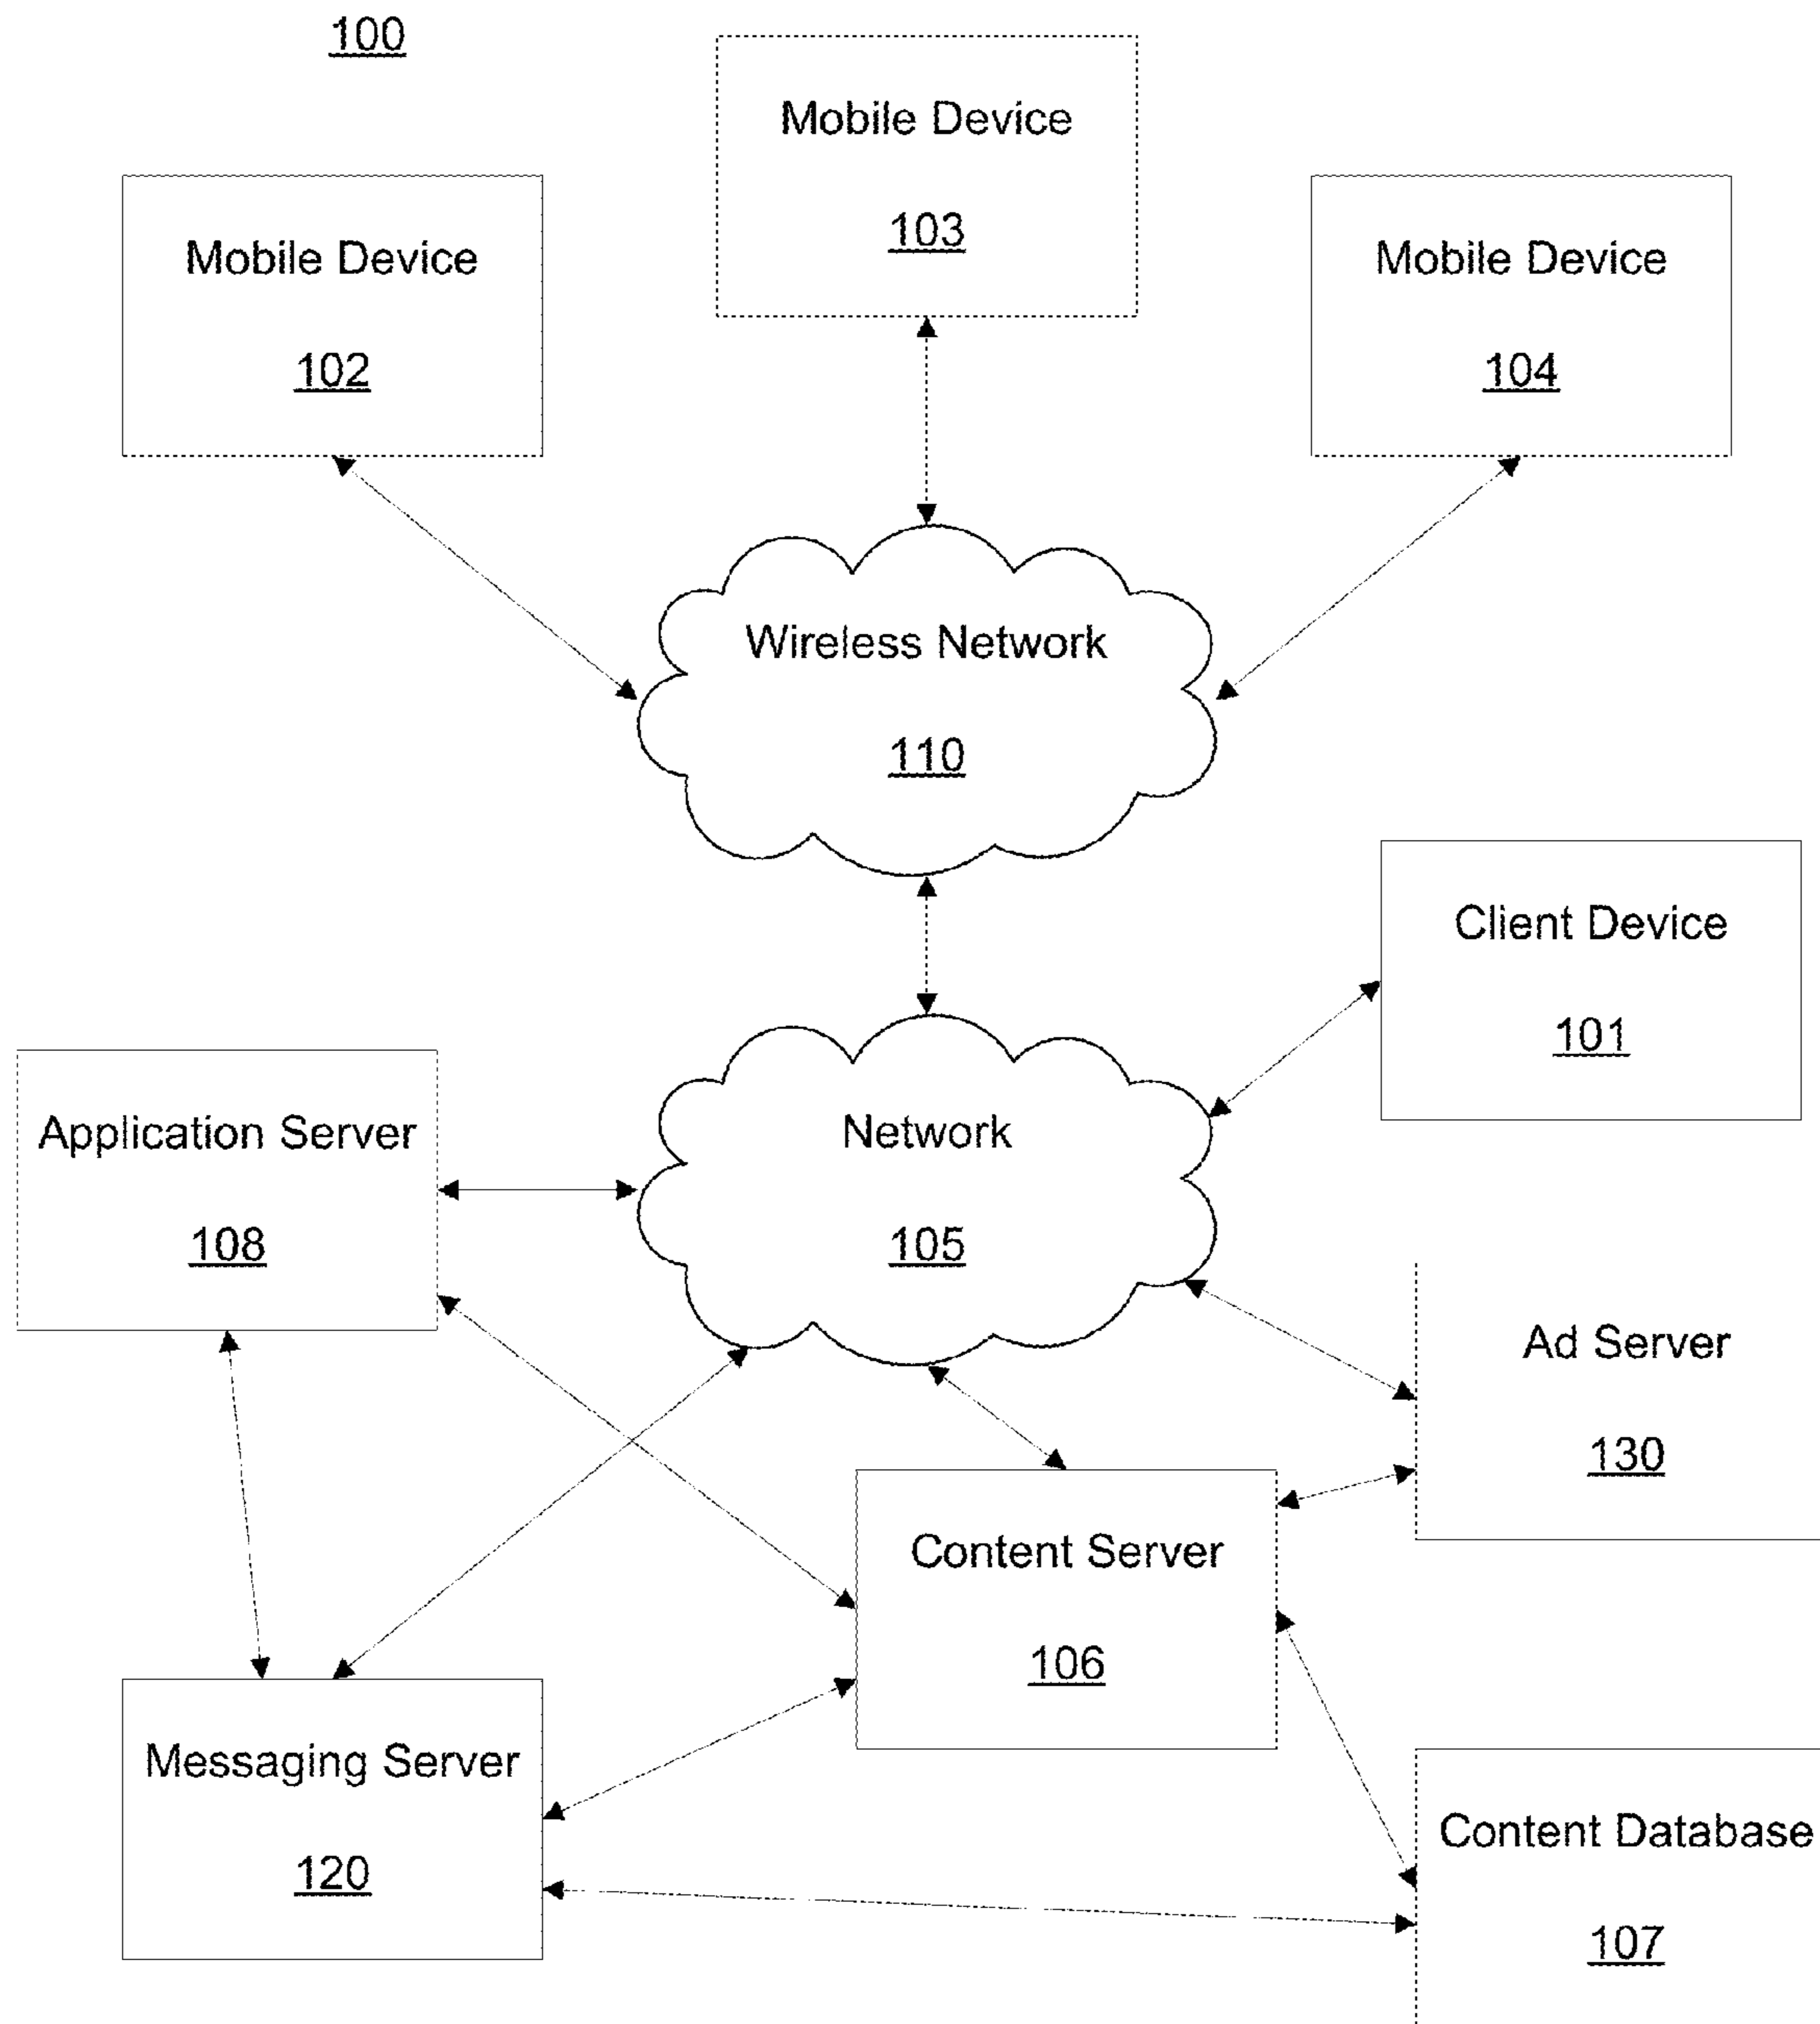 100
Mobile Device
103
Mobile Device
102
Mobile Device
104
Wireless Network
110
Client Device
101
Application Server
108
Network
105
Ad Server
130
Content Server
106
Messaging Server
120
Content Database
107